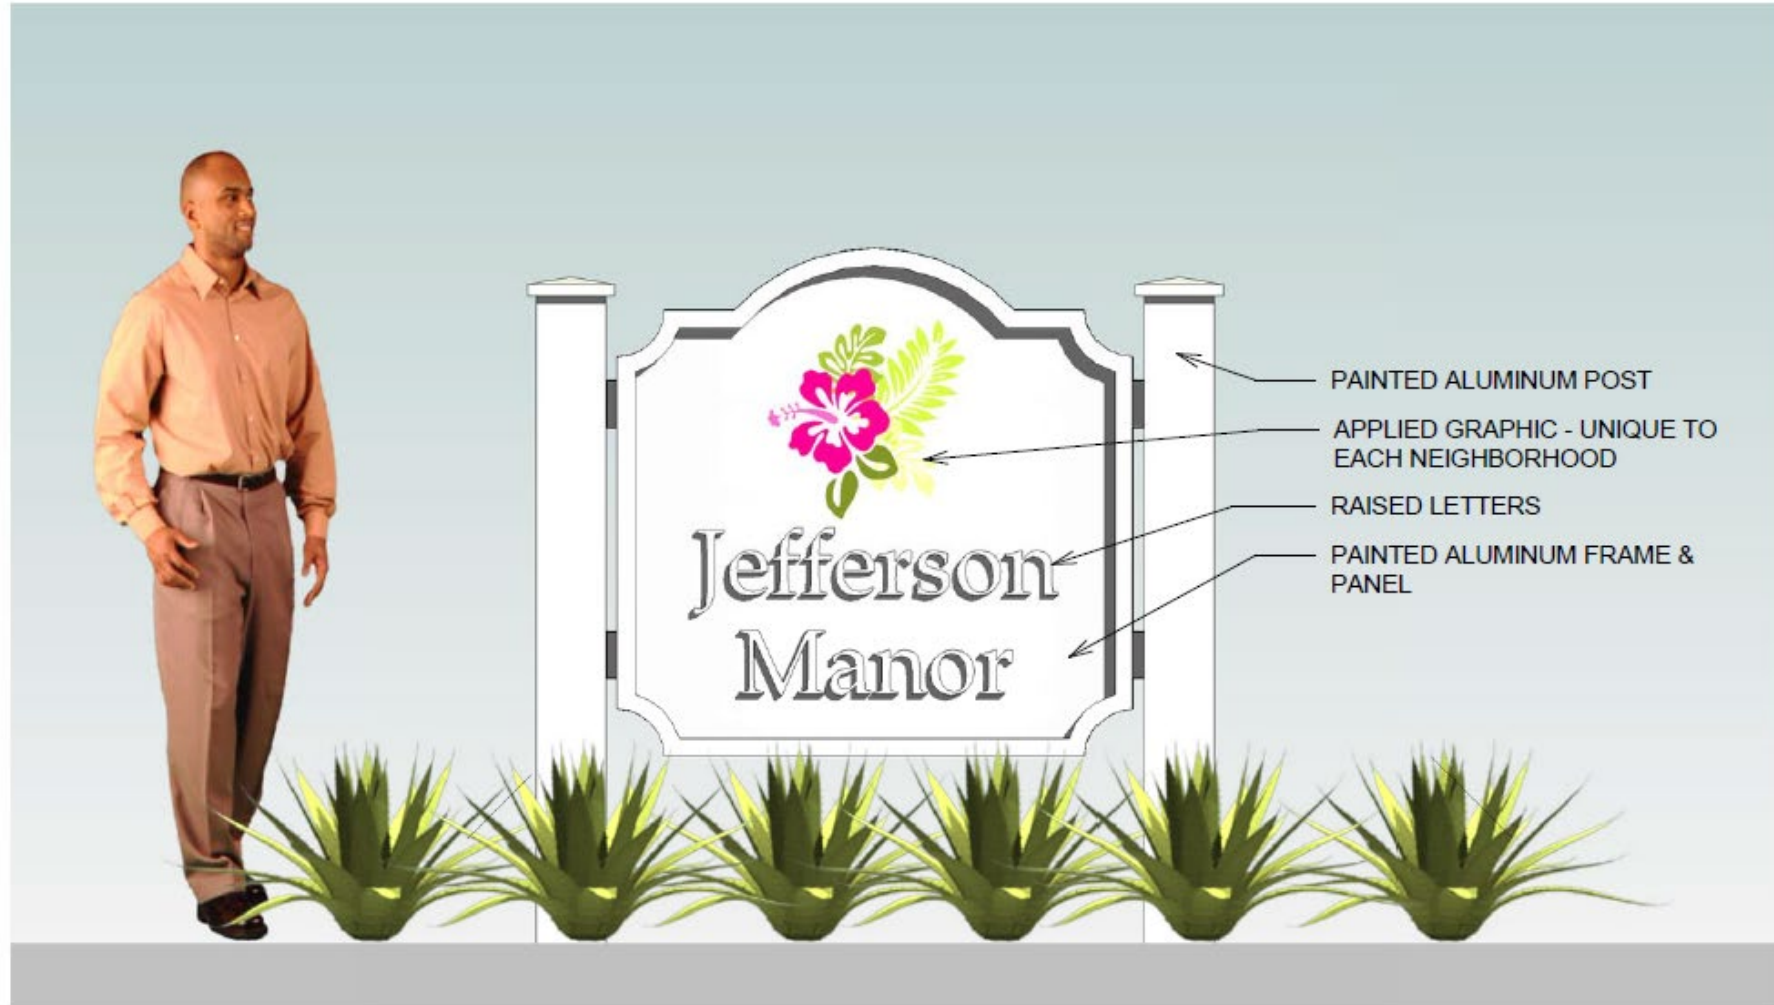 Jefferson
Manor
PAINTED ALUMINUM POST
APPLIED GRAPHIC - UNIQUE TO
EACH NEIGHBORHOOD
RAISED LETTERS
PAINTED ALUMINUM FRAME &
PANEL